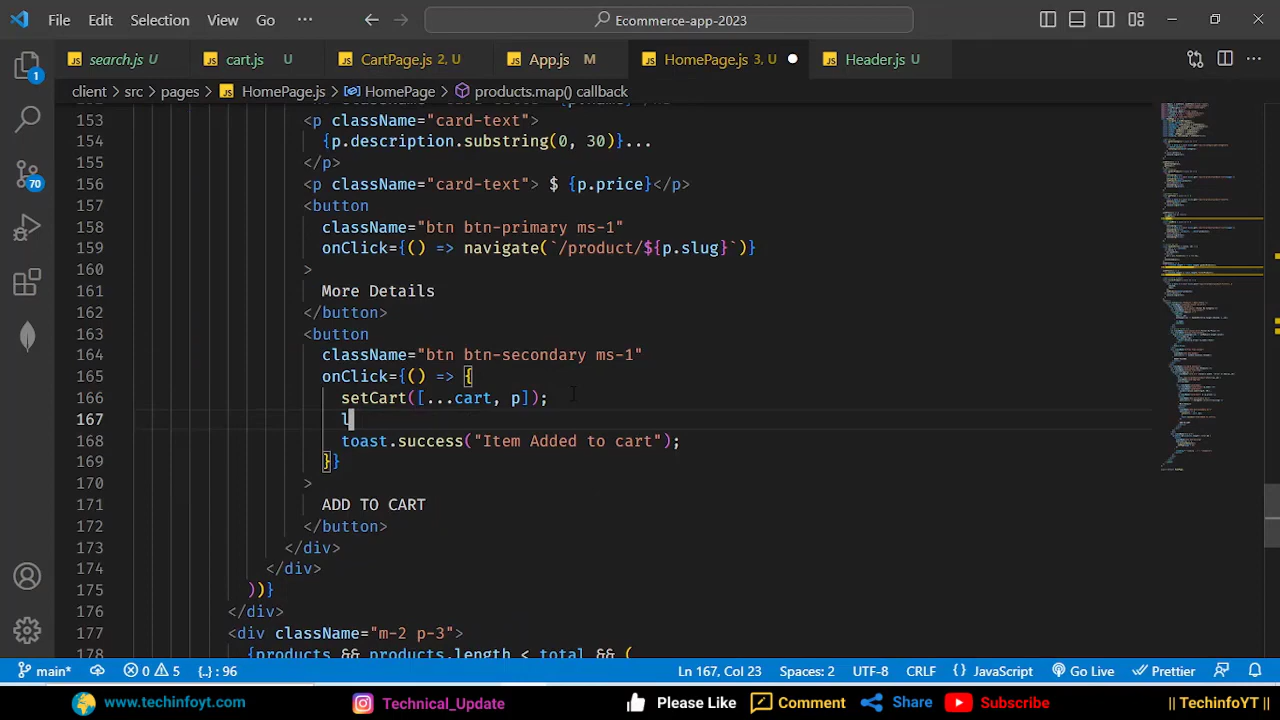 File Edit Selection View Go ··· Ecommerce-app-2023
search.js U cart.js U CartPage.js 2, U App.js M HomePage.js 3, U Header.js U ···
client > src > pages > HomePage.js > HomePage > products.map() callback
153 <p className="card-text">
154 {p.description.substring(0, 30)}...
155 </p>
156 <p className="card-text"> $ {p.price}</p>
157 <button
158 className="btn btn-primary ms-1"
159 onClick={() => navigate(`/product/${p.slug}`)}
160 >
161 More Details
162 </button>
163 <button
164 className="btn btn-secondary ms-1"
165 onClick={() => {
166 setCart([...cart, p]);
167 l
168 toast.success("Item Added to cart");
169 }}
170 >
171 ADD TO CART
172 </button>
173 </div>
174 </div>
175 ))}
176 </div>
177 <div className="m-2 p-3">
178 {products && products.length < total && (
1
70
main* 0 5 {..} : 96 Ln 167, Col 23 Spaces: 2 UTF-8 CRLF {} JavaScript Go Live Prettier
www.techinfoyt.com Technical_Update Please Like Comment Share Subscribe || TechinfoYT ||